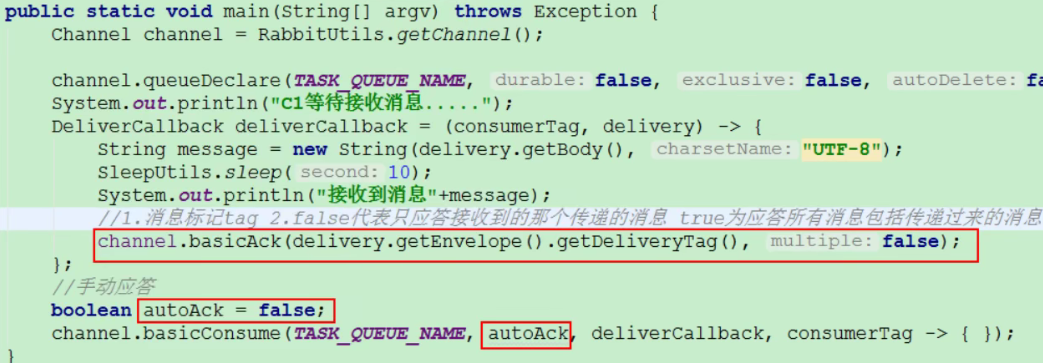 public static void main(String[] argv) throws Exception {
Channel channel = RabbitUtils.getChannel();
channel.queueDeclare(TASK_QUEUE_NAME, durable: false, exclusive: false, autoDelete: fa
System.out.println("C1等待接收消息.....");
DeliverCallback deliverCallback = (consumerTag, delivery) -> {
String message = new String(delivery.getBody(), charsetName: "UTF-8");
SleepUtils.sleep( second: 10);
System.out.println("接收到消息"+message);
//1.消息标记tag 2.false代表只应答接收到的那个传递的消息 true为应答所有消息包括传递过来的消息
channel.basicAck(delivery.getEnvelope().getDeliveryTag(), multiple: false);
};
//手动应答
boolean autoAck = false;
channel.basicConsume(TASK_QUEUE_NAME, autoAck, deliverCallback, consumerTag -> { });
}